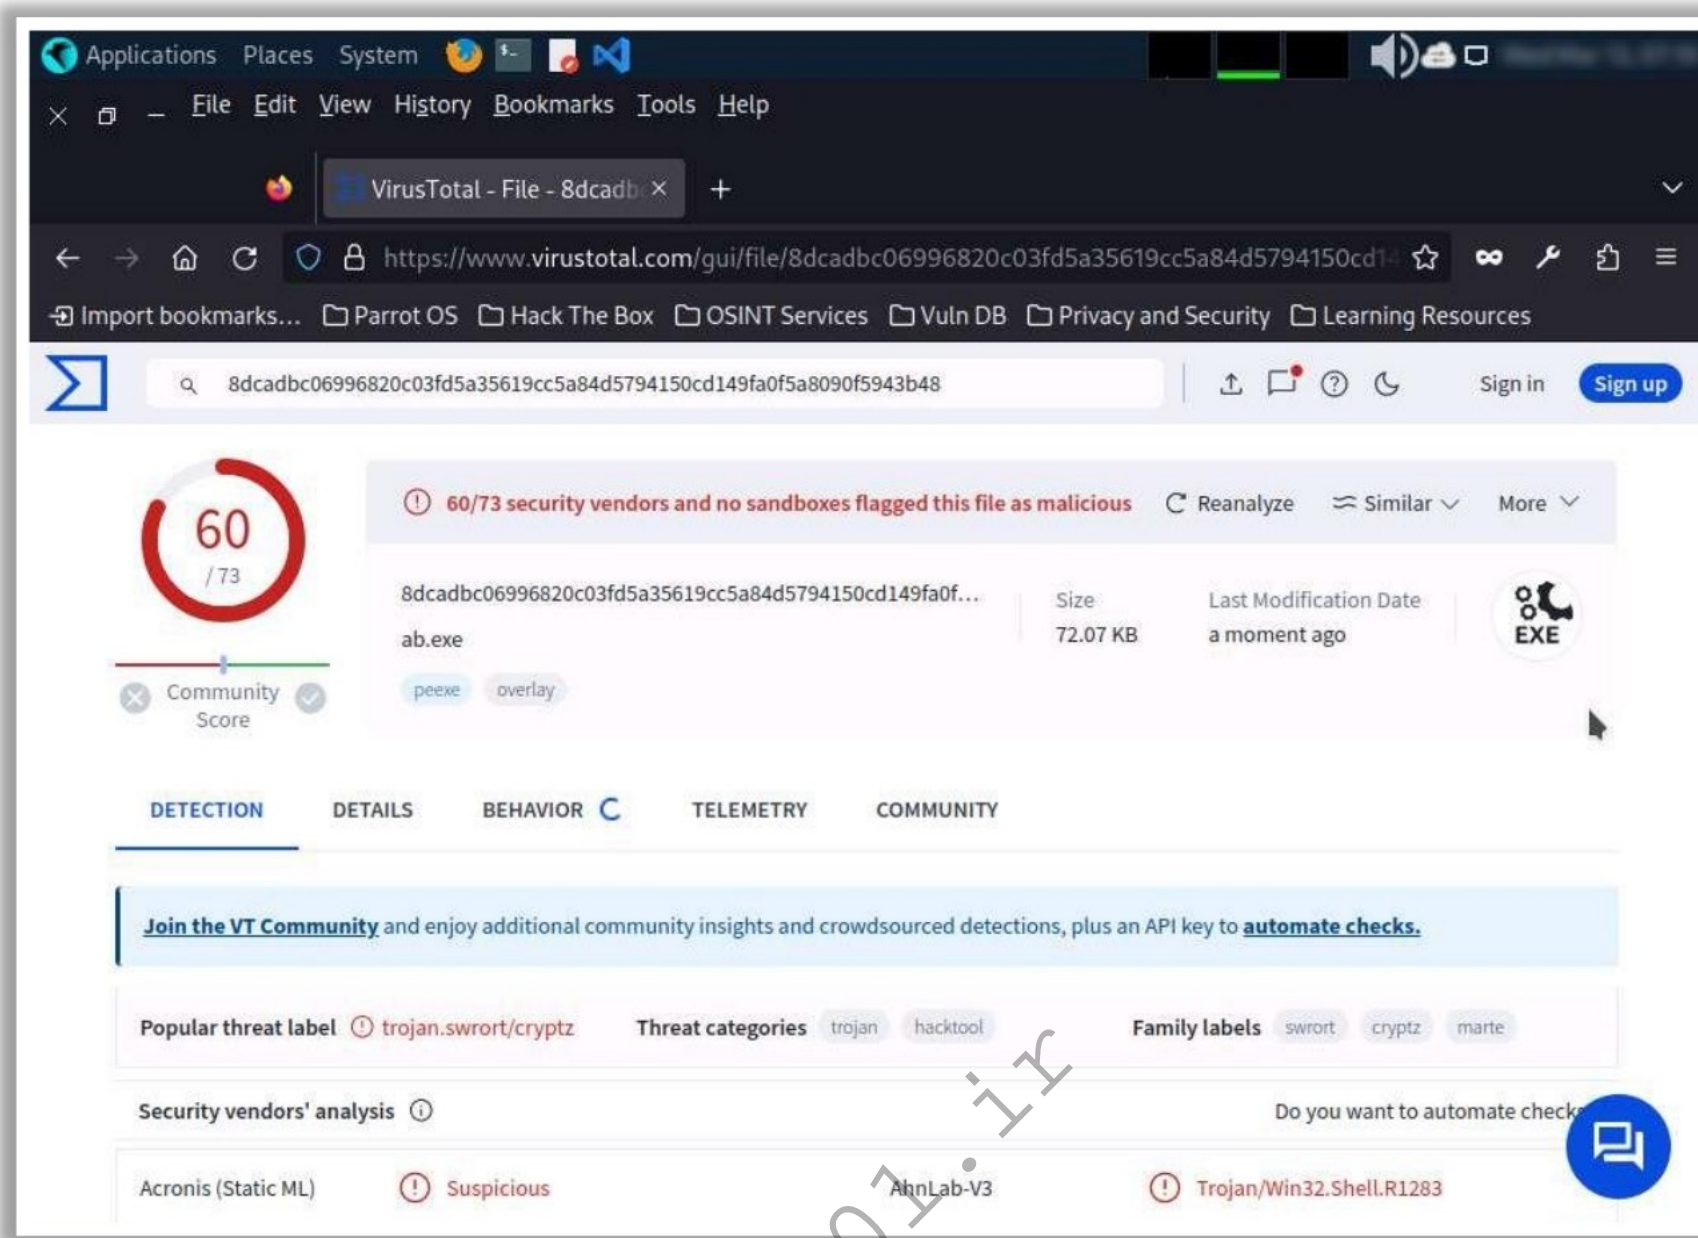 Applications Places System
File Edit View History Bookmarks Tools Help
VirusTotal - File - 8dcadb
https://www.virustotal.com/gui/file/8dcadbc06996820c03fd5a35619cc5a84d5794150cd14
Import bookmarks... Parrot OS Hack The Box OSINT Services Vuln DB Privacy and Security Learning Resources
8dcadbc06996820c03fd5a35619cc5a84d5794150cd149fa0f5a8090f5943b48 Sign in Sign up
60/73 security vendors and no sandboxes flagged this file as malicious Reanalyze Similar More
60
/ 73
8dcadbc06996820c03fd5a35619cc5a84d5794150cd149fa0f... Size Last Modification Date
ab.exe 72.07 KB a moment ago EXE
peexe overlay
Community
Score
DETECTION DETAILS BEHAVIOR TELEMETRY COMMUNITY
Join the VT Community and enjoy additional community insights and crowdsourced detections, plus an API key to automate checks.
Popular threat label trojan.swrort/cryptz Threat categories trojan hacktool Family labels swrort cryptz marte
Security vendors' analysis Do you want to automate check
Acronis (Static ML) Suspicious AhnLab-V3 Trojan/Win32.Shell.R1283